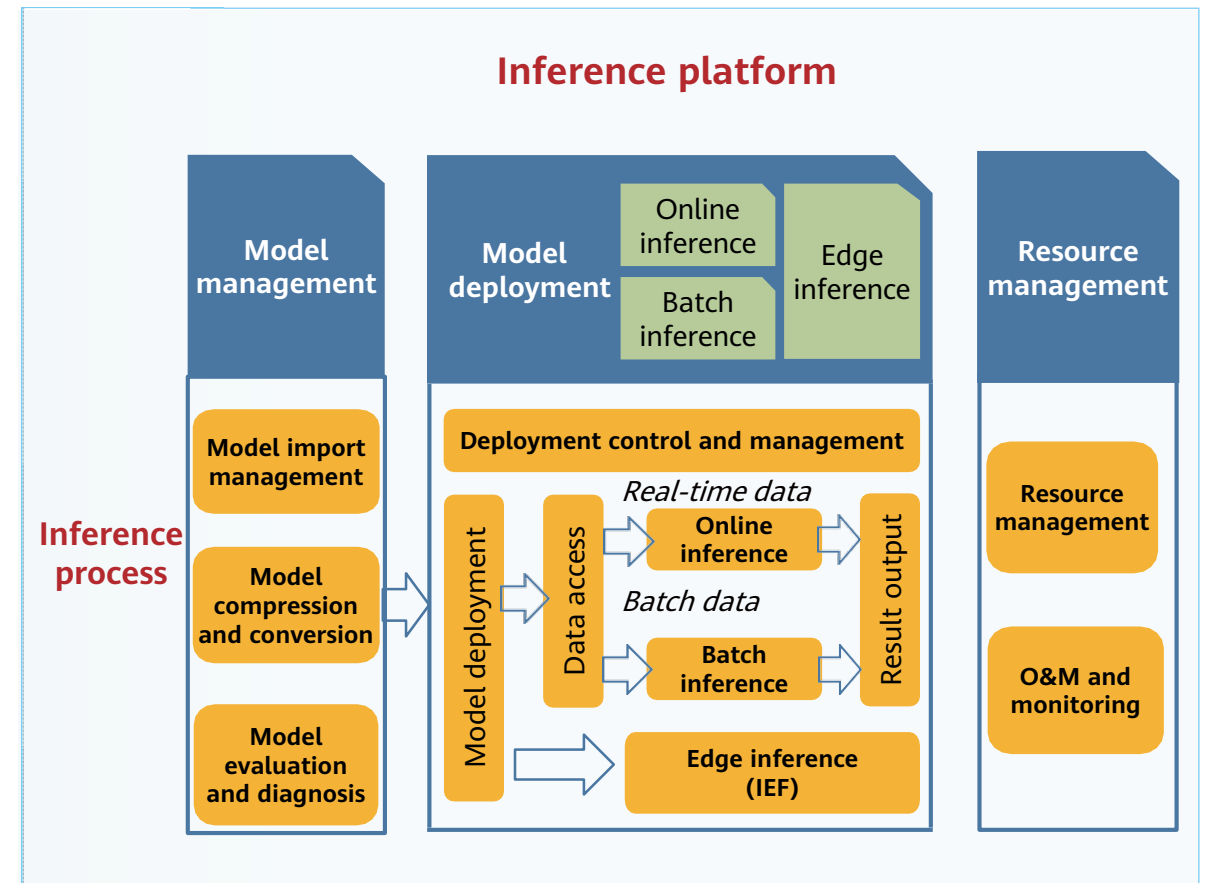 Inference platform
Model
management
Model
deployment
Online
inference
Batch
inference
Edge
inference
Resource
management
Inference
process
Model import
management
Model
compression
and conversion
Model
evaluation
and diagnosis
Deployment control and management
Model deployment
Data access
Real-time data
Online
inference
Batch data
Batch
inference
Result output
Edge inference
(IEF)
Resource
management
O&M and
monitoring